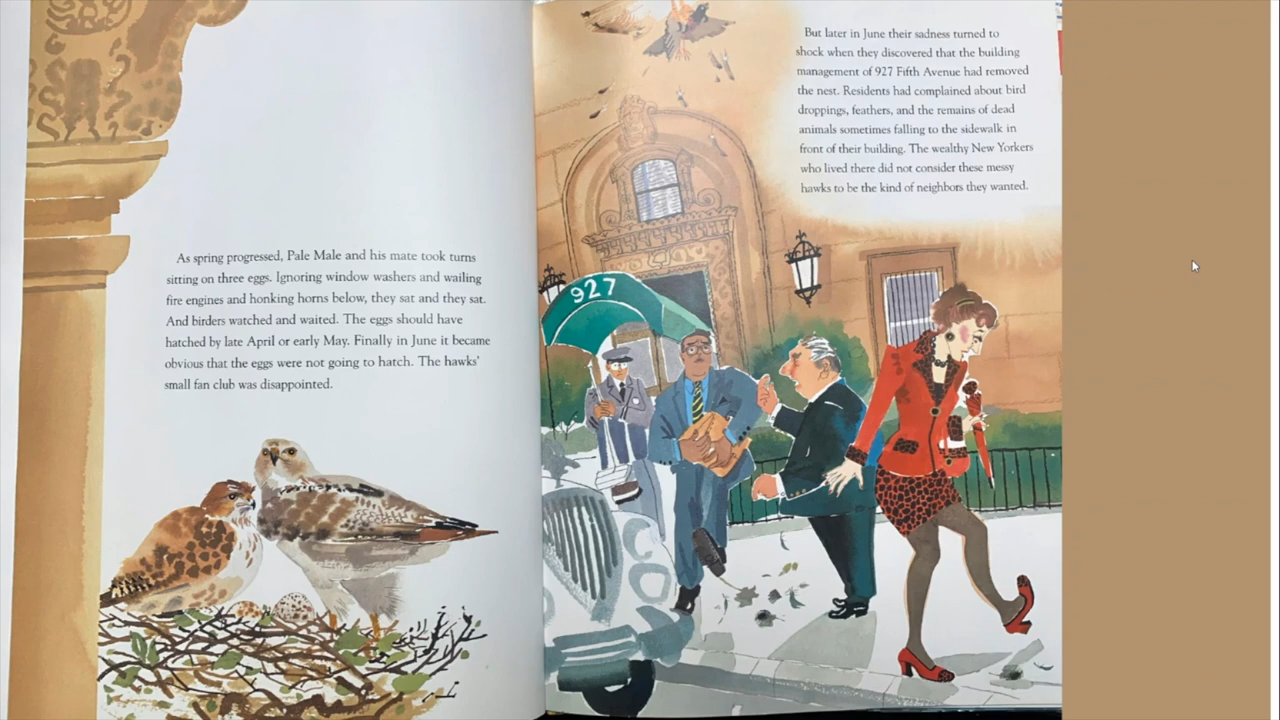 As spring progressed, Pale Male and his mate took turns
sitting on three eggs. Ignoring window washers and wailing
fire engines and honking horns below, they sat and they sat.
And birders watched and waited. The eggs should have
hatched by late April or early May. Finally in June it became
obvious that the eggs were not going to hatch. The hawks'
small fan club was disappointed.
But later in June their sadness turned to
shock when they discovered that the building
management of 927 Fifth Avenue had removed
the nest. Residents had complained about bird
droppings, feathers, and the remains of dead
animals sometimes falling to the sidewalk in
front of their building. The wealthy New Yorkers
who lived there did not consider these messy
hawks to be the kind of neighbors they wanted.
927